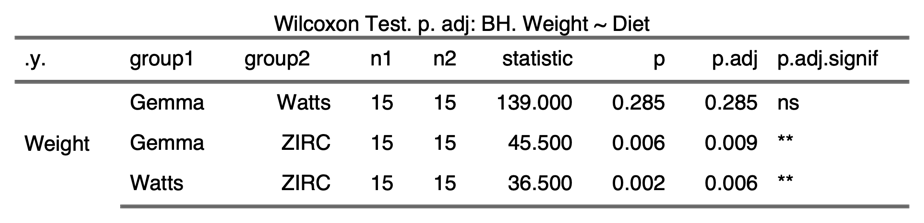 Wilcoxon Test. p. adj: BH. Weight ~ Diet
.y. group1 group2 n1 n2 statistic p p.adj p.adj.signif
Gemma Watts 15 15 139.000 0.285 0.285 ns
Weight Gemma ZIRC 15 15 45.500 0.006 0.009 **
Watts ZIRC 15 15 36.500 0.002 0.006 **